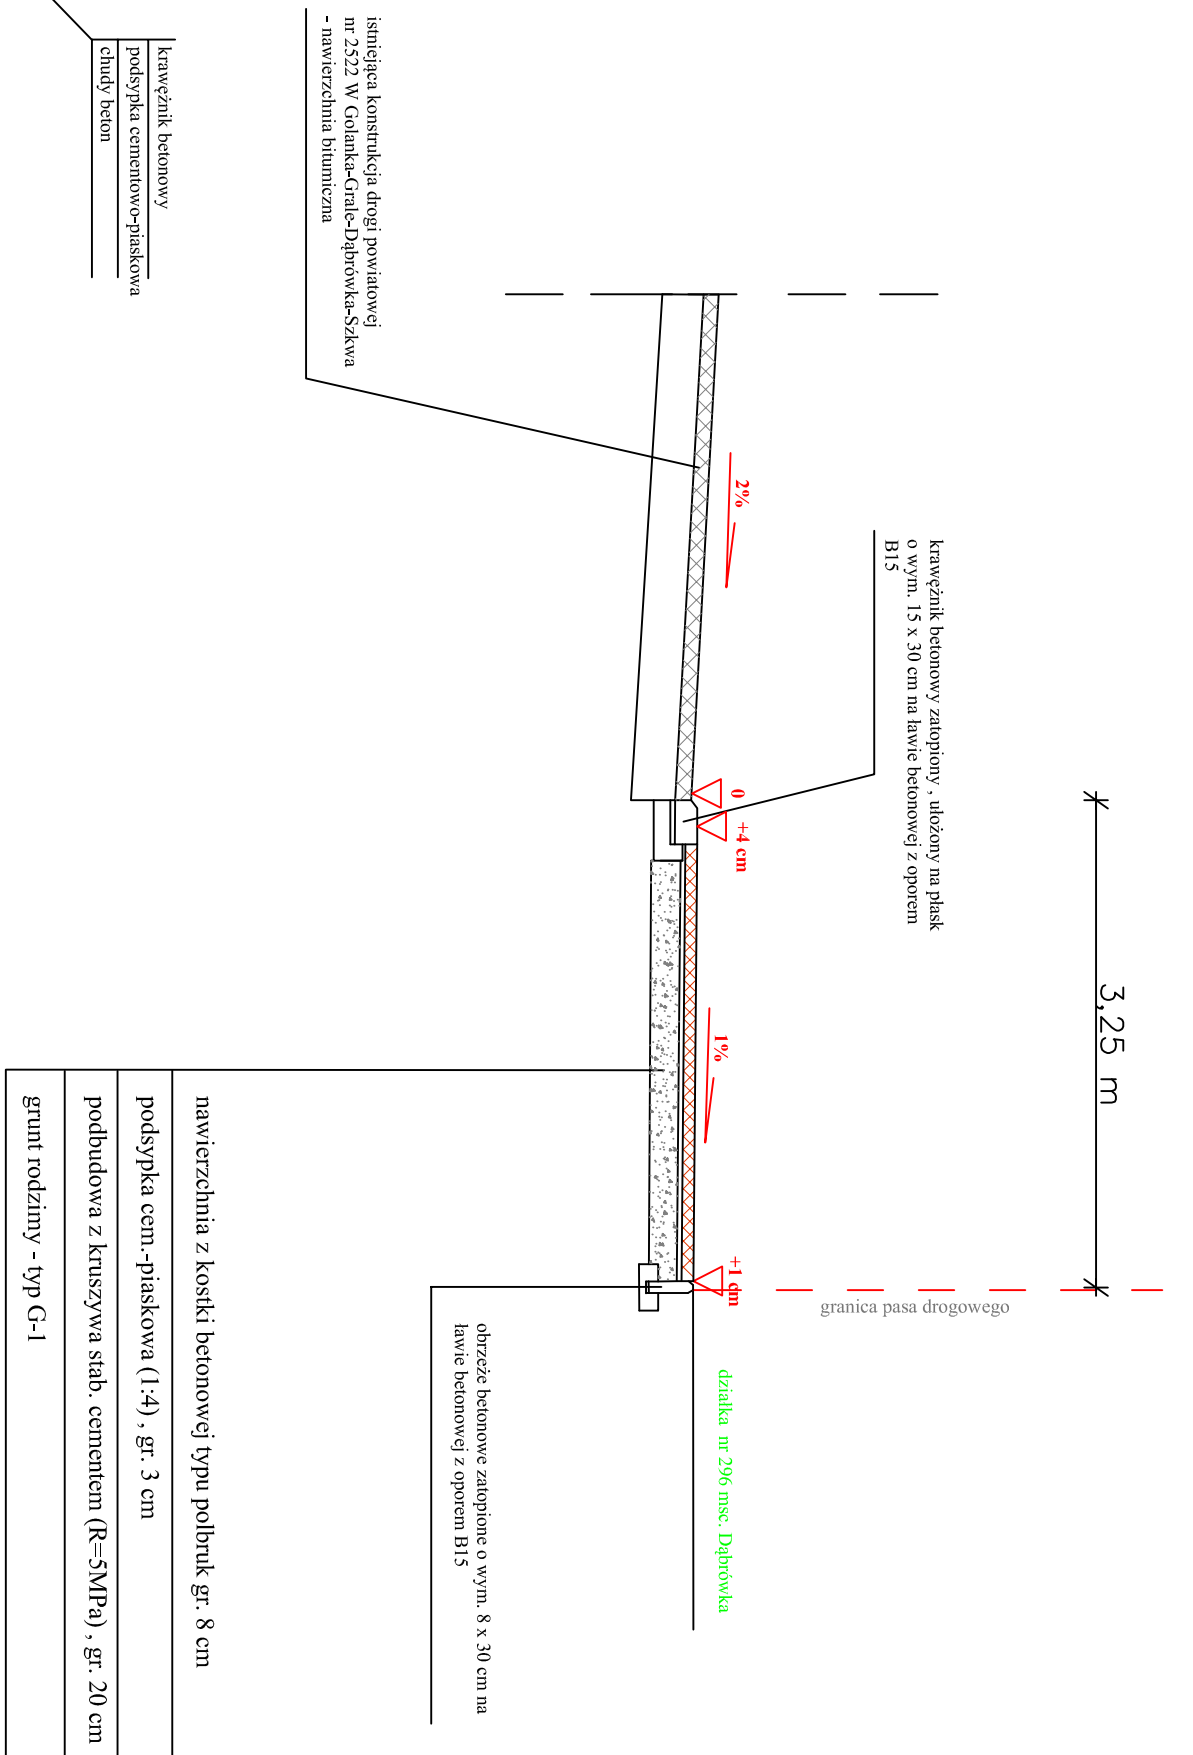 3,25 m
krawężnik betonowy zatopiony , ułożony na płask
o wym. 15 x 30 cm na ławie betonowej z oporem
B15
2%
0
+4 cm
1%
+1 cm
granica pasa drogowego
działka nr 296 msc. Dąbrówka
istniejąca konstrukcja drogi powiatowej
nr 2522 W Golanka-Grale-Dąbrówka-Szkwa
- nawierzchnia bitumiczna
obrzeże betonowe zatopione o wym. 8 x 30 cm na
ławie betonowej z oporem B15
krawężnik betonowy
podsypka cementowo-piaskowa
chudy beton
nawierzchnia z kostki betonowej typu polbruk gr. 8 cm
podsypka cem.-piaskowa (1:4) , gr. 3 cm
podbudowa z kruszywa stab. cementem (R=5MPa) , gr. 20 cm
grunt rodzimy - typ G-1